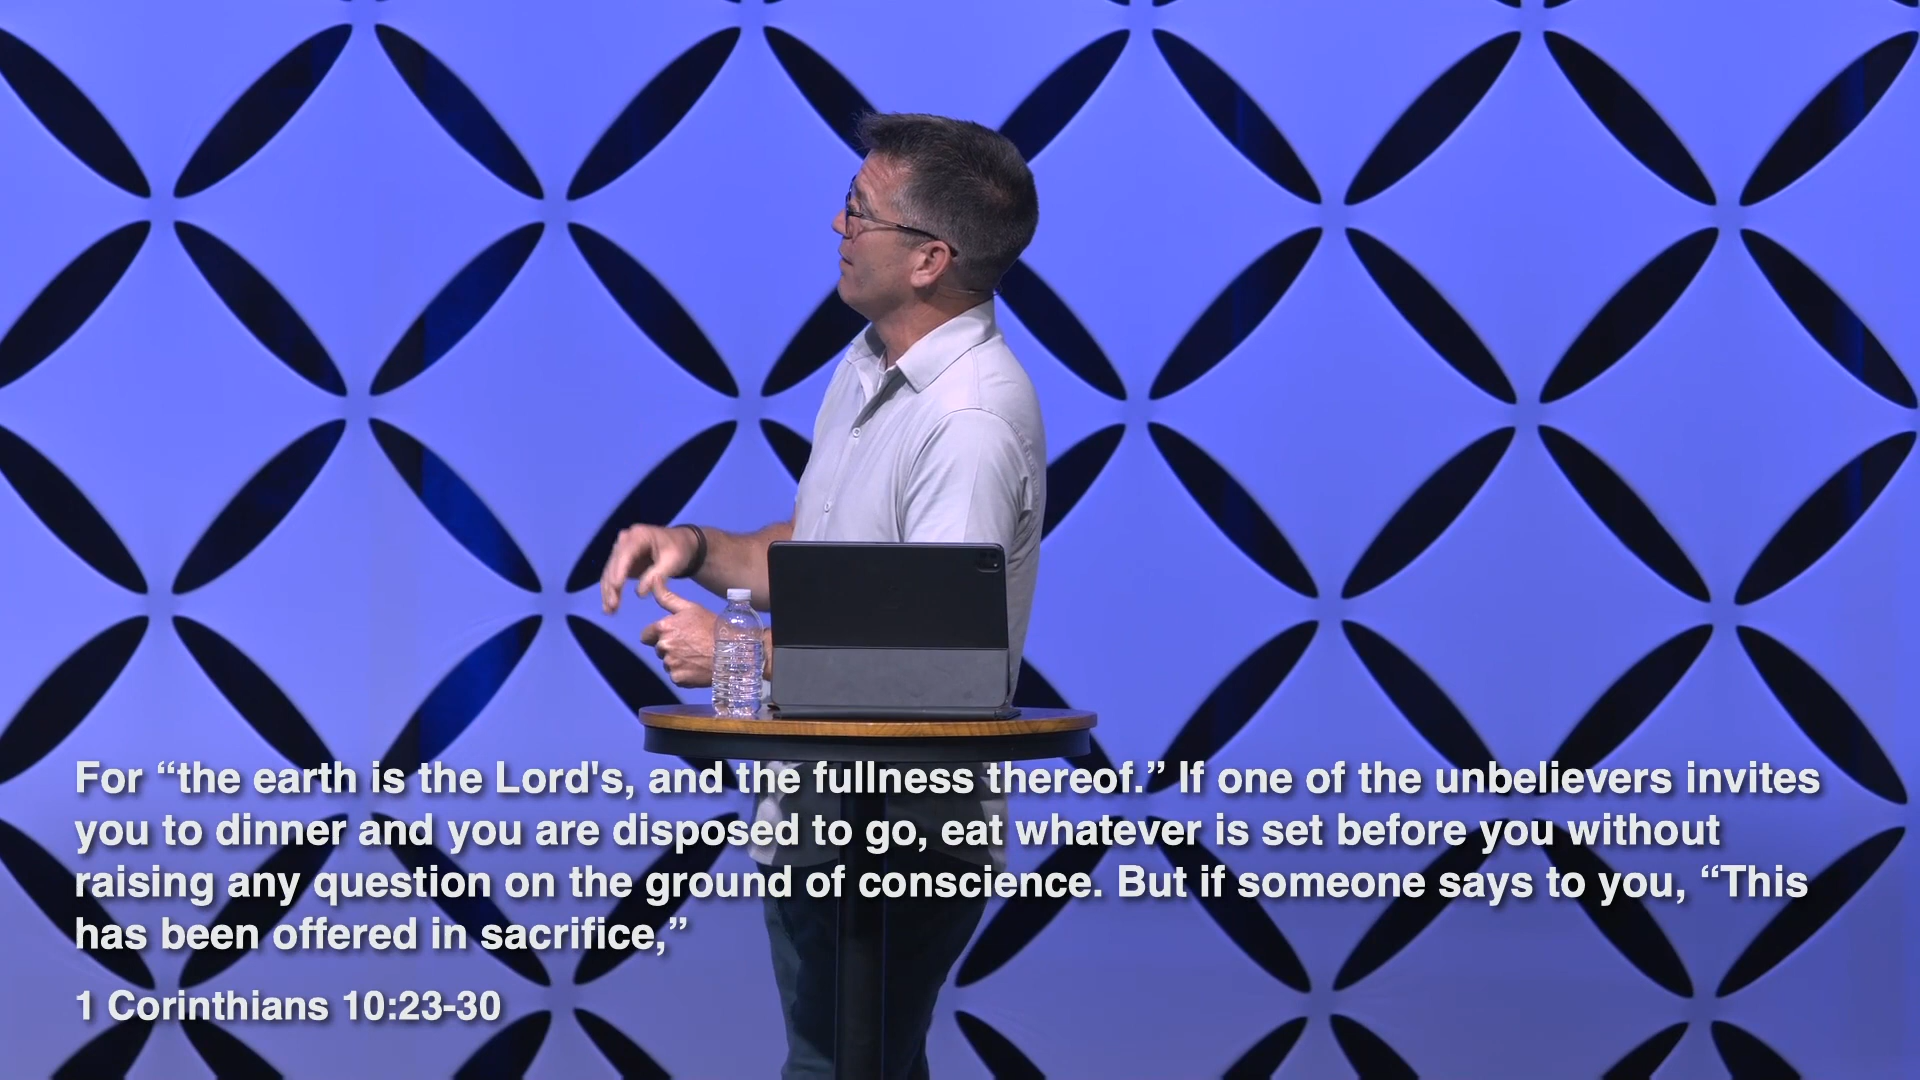 For “the earth is the Lord's, and the fullness thereof.” If one of the unbelievers invites
you to dinner and you are disposed to go, eat whatever is set before you without
raising any question on the ground of conscience. But if someone says to you, “This
has been offered in sacrifice,”
1 Corinthians 10:23-30